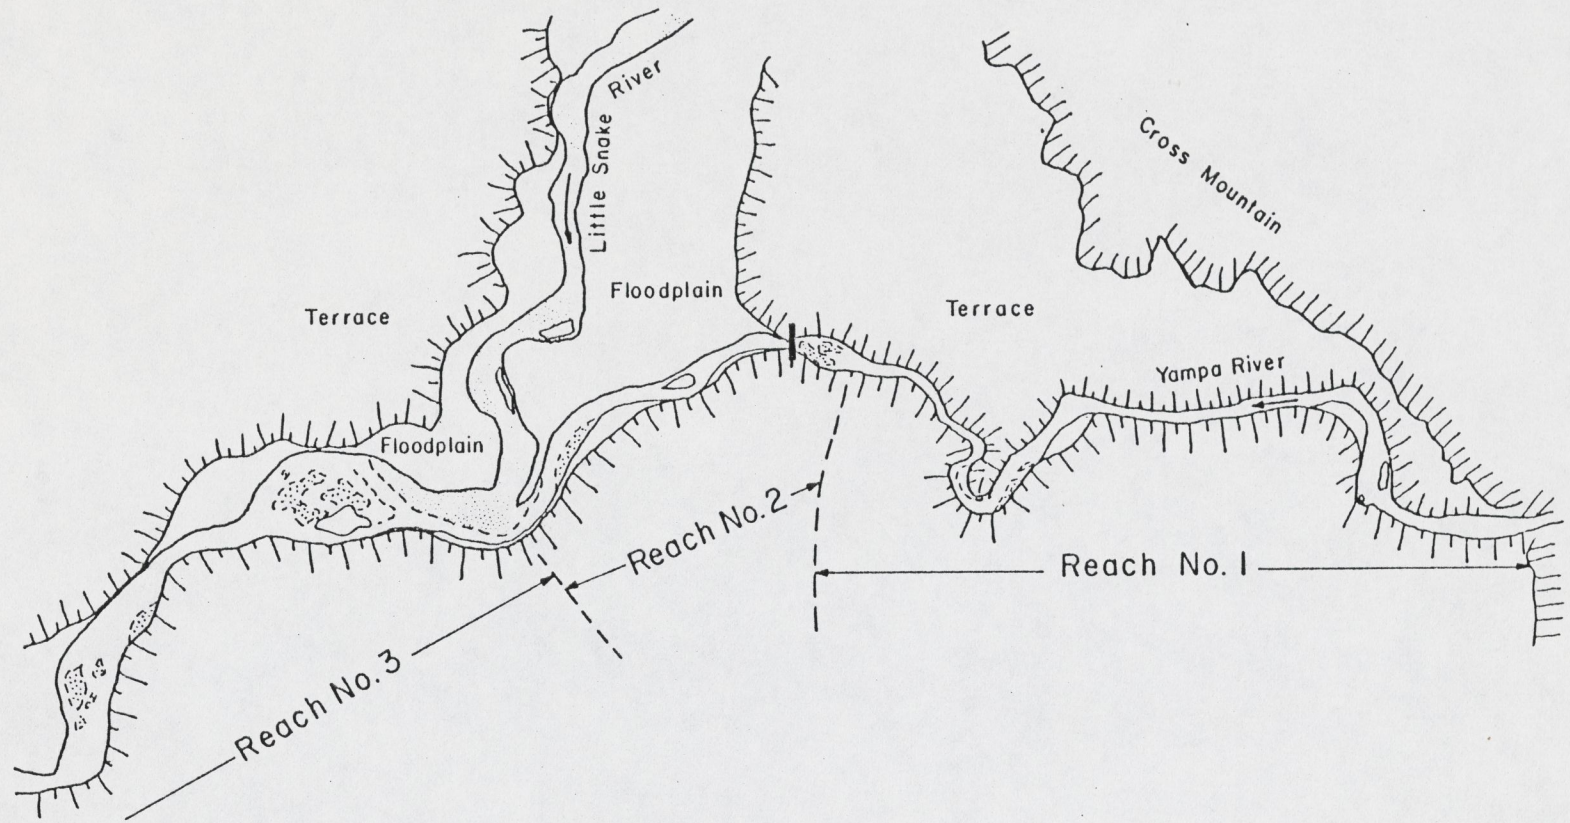 River
Little Snake
Cross Mountain
Floodplain
Terrace
Terrace
Yampa River
Floodplain
Reach No. 2
Reach No. 1
Reach No. 3